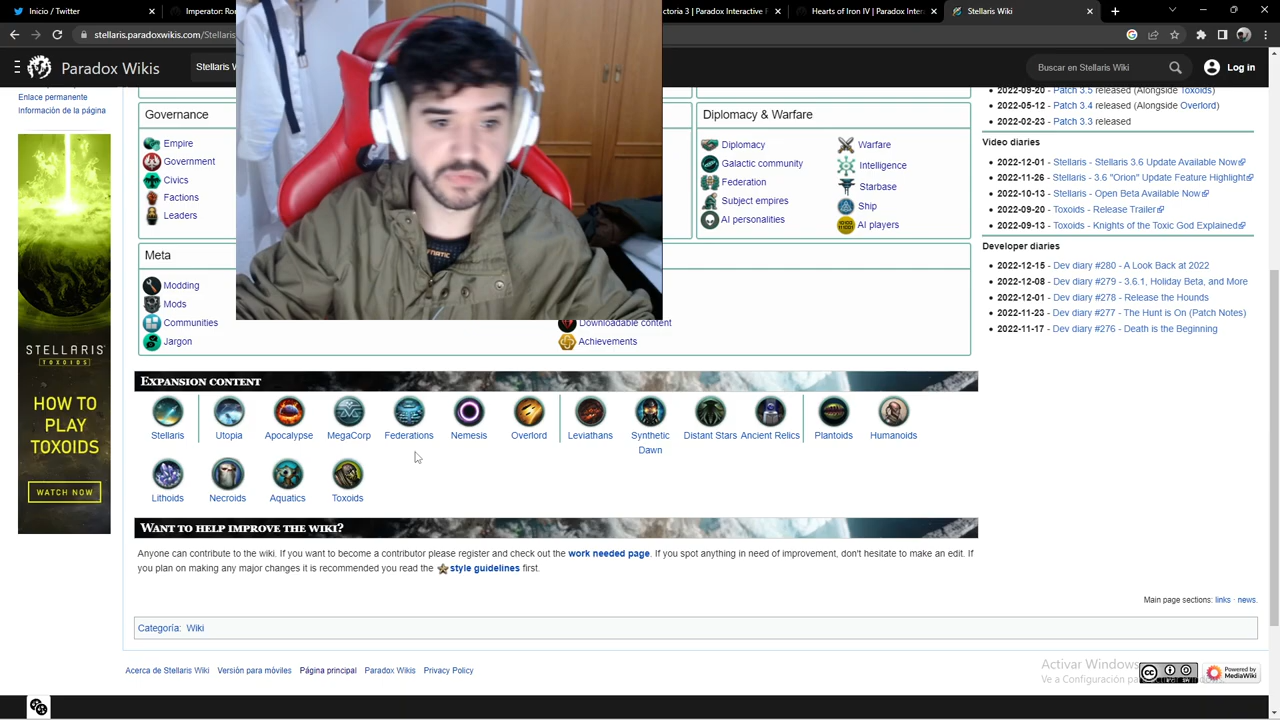 Inicio / Twitter
Imperator: Ro
ctoria 3 | Paradox Interactive F
Hearts of Iron IV | Paradox Inter
Stellaris Wiki
stellaris.paradoxwikis.com/Stellaris
Paradox Wikis
Stellaris W
Buscar en Stellaris Wiki
Log in
Enlace permanente
Información de la página
STELLARIS
TOXOIDS
HOW TO
PLAY
TOXOIDS
WATCH NOW
Governance
Empire
Government
Civics
Factions
Leaders
Diplomacy & Warfare
Diplomacy
Galactic community
Federation
Subject empires
AI personalities
Warfare
Intelligence
Starbase
Ship
AI players
Meta
Modding
Mods
Communities
Jargon
Downloadable content
Achievements
FNATIC
2022-09-20 - Patch 3.5 released (Alongside Toxoids)
2022-05-12 - Patch 3.4 released (Alongside Overlord)
2022-02-23 - Patch 3.3 released
Video diaries
2022-12-01 - Stellaris - Stellaris 3.6 Update Available Now
2022-11-26 - Stellaris - 3.6 "Orion" Update Feature Highlight
2022-10-13 - Stellaris - Open Beta Available Now
2022-09-20 - Toxoids - Release Trailer
2022-09-13 - Toxoids - Knights of the Toxic God Explained
Developer diaries
2022-12-15 - Dev diary #280 - A Look Back at 2022
2022-12-08 - Dev diary #279 - 3.6.1, Holiday Beta, and More
2022-12-01 - Dev diary #278 - Release the Hounds
2022-11-23 - Dev diary #277 - The Hunt is On (Patch Notes)
2022-11-17 - Dev diary #276 - Death is the Beginning
Expansion content
Stellaris
Utopia
Apocalypse
MegaCorp
Federations
Nemesis
Overlord
Leviathans
Synthetic
Dawn
Distant Stars
Ancient Relics
Plantoids
Humanoids
Lithoids
Necroids
Aquatics
Toxoids
Want to help improve the wiki?
Anyone can contribute to the wiki. If you want to become a contributor please register and check out the work needed page. If you spot anything in need of improvement, don't hesitate to make an edit. If
you plan on making any major changes it is recommended you read the style guidelines first.
Main page sections: links · news.
Categoría: Wiki
Acerca de Stellaris Wiki
Versión para móviles
Página principal
Paradox Wikis
Privacy Policy
Activar Windows
Ve a Configuración
Powered by
MediaWiki